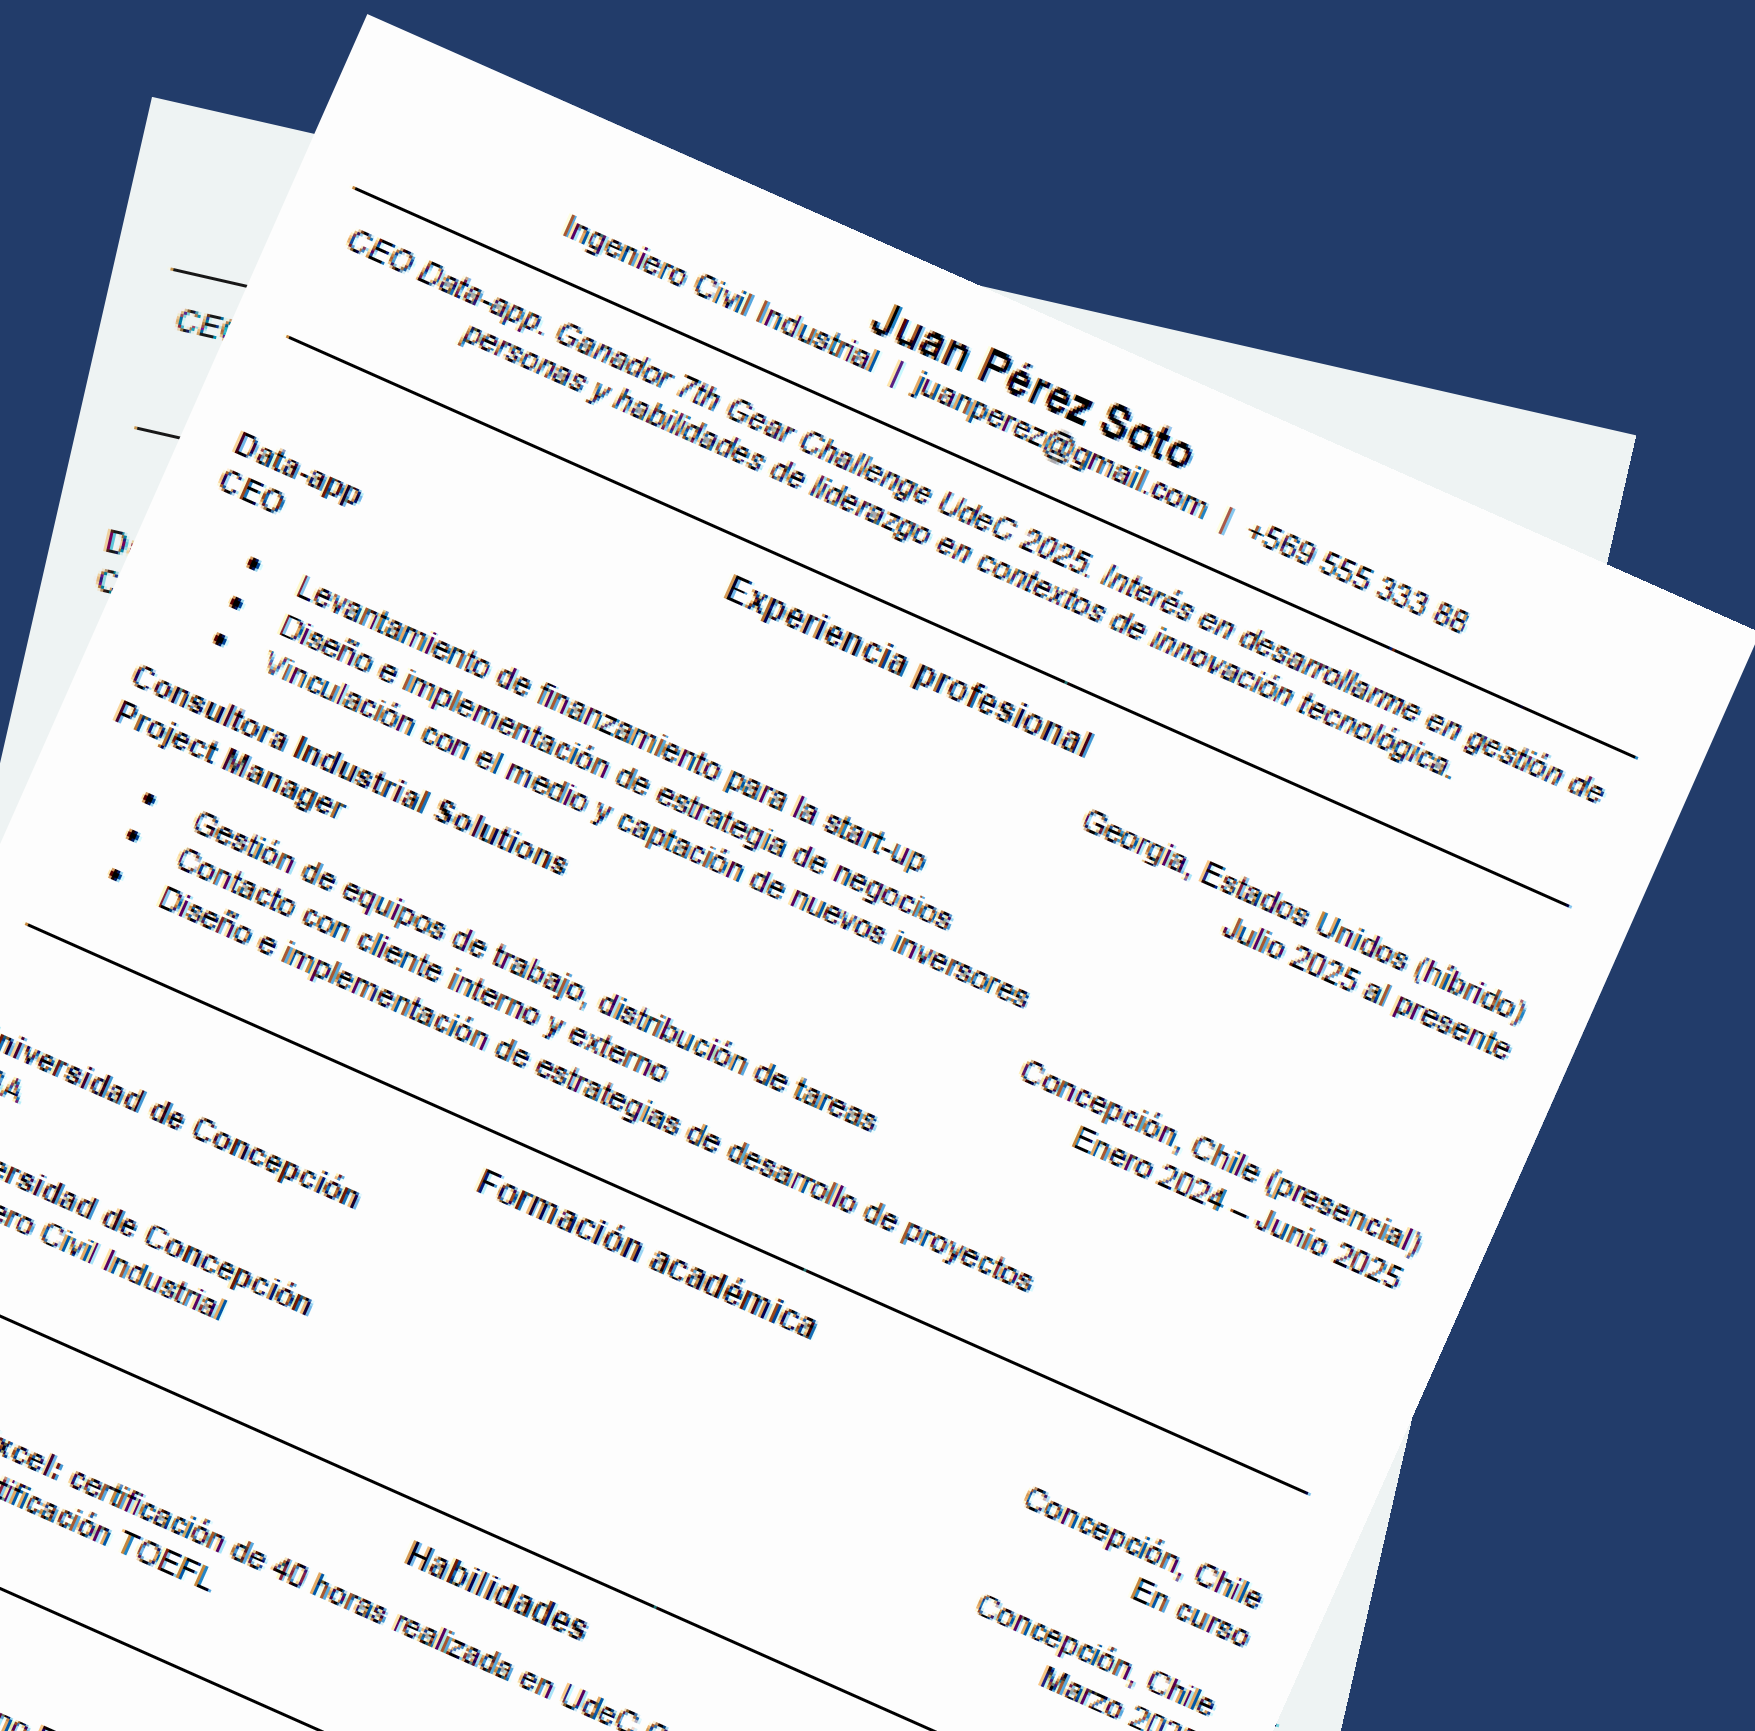 Juan Pérez Soto
Ingeniero Civil Industrial | juanperez@gmail.com | +569 555 333 88
CEO Data-app. Ganador 7th Gear Challenge UdeC 2025. Interés en desarrollarme en gestión de
personas y habilidades de liderazgo en contextos de innovación tecnológica.
Experiencia profesional
Data-app Georgia, Estados Unidos (híbrido)
CEO Julio 2025 al presente
• Levantamiento de finanzamiento para la start-up
• Diseño e implementación de estrategia de negocios
• Vinculación con el medio y captación de nuevos inversores
Consultora Industrial Solutions Concepción, Chile (presencial)
Project Manager Enero 2024 – Junio 2025
• Gestión de equipos de trabajo, distribución de tareas
• Contacto con cliente interno y externo
• Diseño e implementación de estrategias de desarrollo de proyectos
Formación académica
niversidad de Concepción Concepción, Chile
En curso
ersidad de Concepción Concepción, Chile
ero Civil Industrial Marzo
Habilidades
xcel: certificación de 40 horas realizada en UdeC
tificación TOEFL